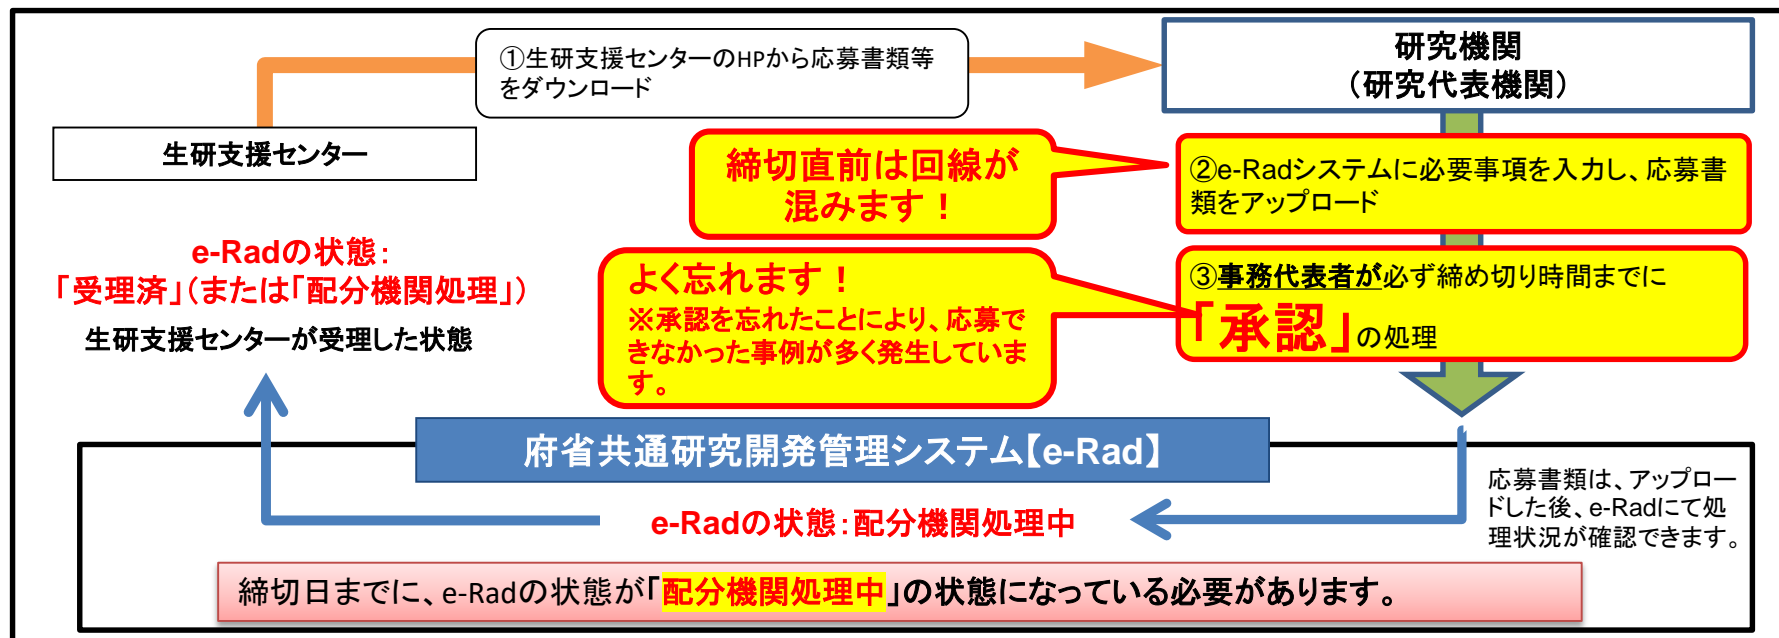 ①生研支援センターのHPから応募書類等
をダウンロード
研究機関
（研究代表機関）
生研支援センター
締切直前は回線が
混みます！
②e-Radシステムに必要事項を入力し、応募書
類をアップロード
e-Radの状態：
「受理済」（または「配分機関処理」）
生研支援センターが受理した状態
よく忘れます！
※承認を忘れたことにより、応募で
きなかった事例が多く発生していま
す。
③事務代表者が必ず締め切り時間までに
「承認」の処理
府省共通研究開発管理システム【e-Rad】
e-Radの状態：配分機関処理中
応募書類は、アップロー
ドした後、e-Radにて処
理状況が確認できます。
締切日までに、e-Radの状態が「配分機関処理中」の状態になっている必要があります。